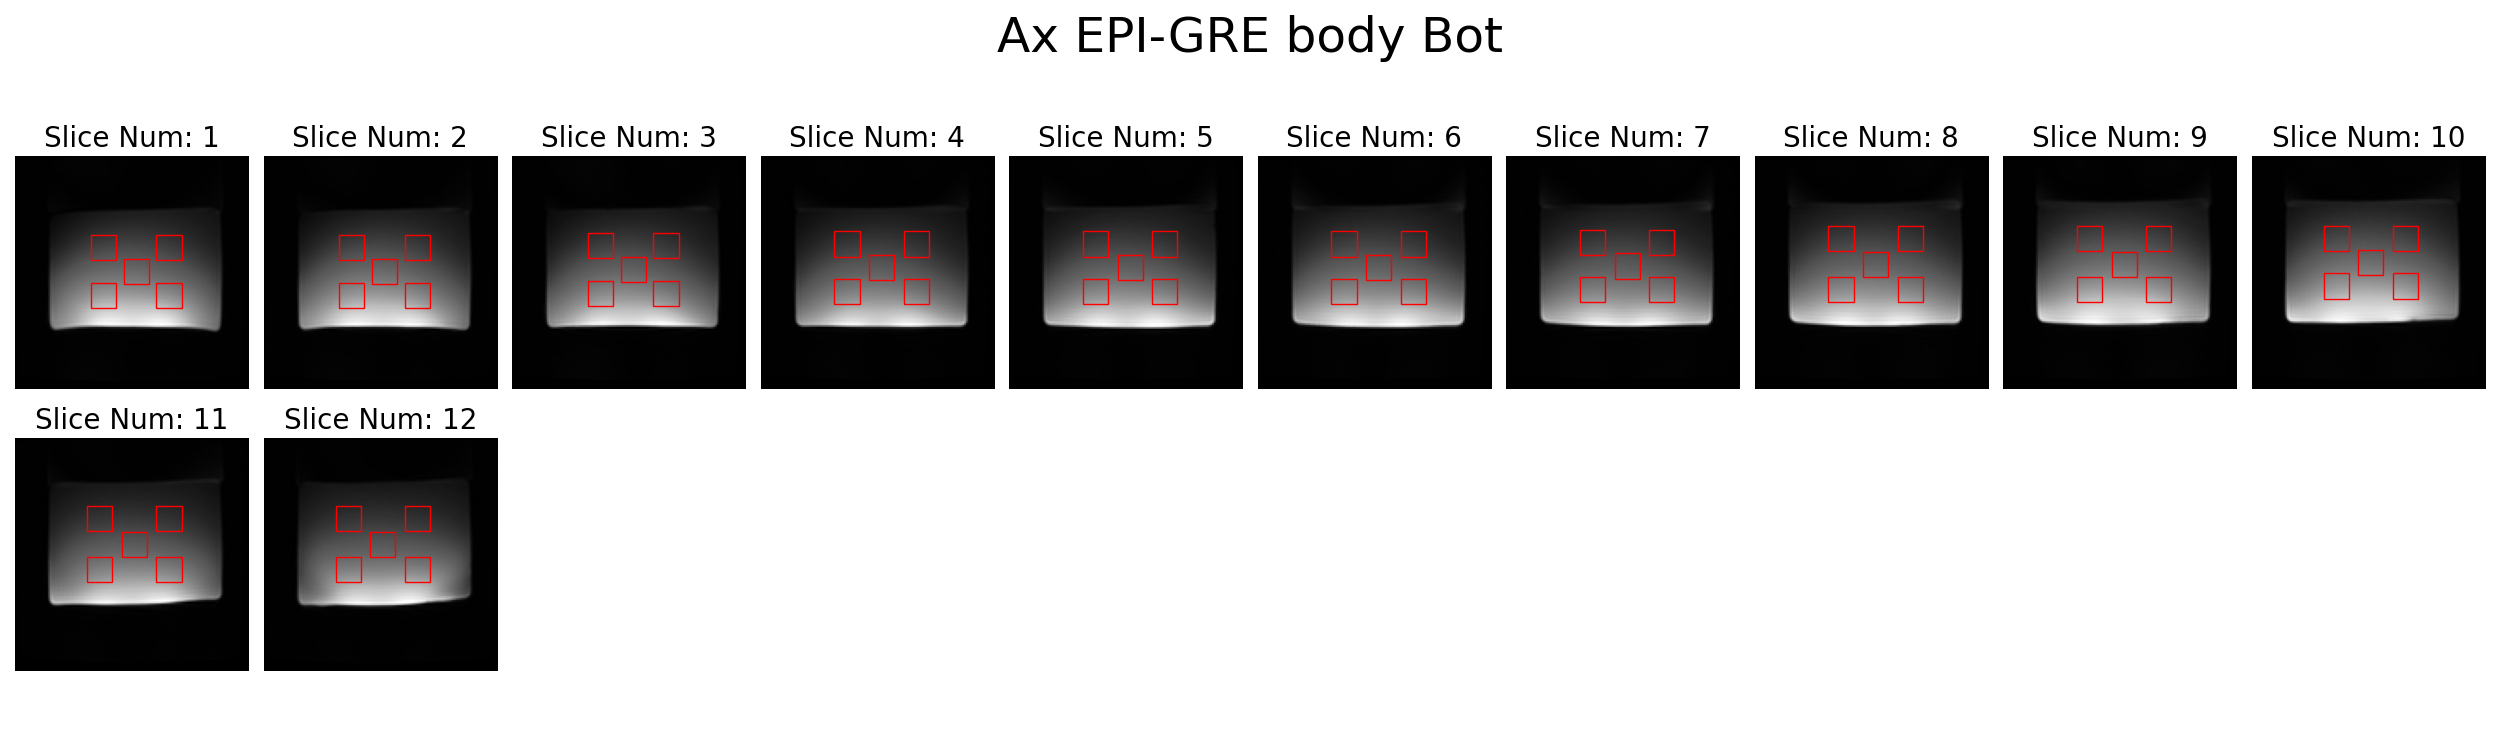 Ax EPI-GRE body Bot
Slice Num: 1
Slice Num: 2
Slice Num: 3
Slice Num: 4
Slice Num: 5
Slice Num: 6
Slice Num: 7
Slice Num: 8
Slice Num: 9
Slice Num: 10
Slice Num: 11
Slice Num: 12